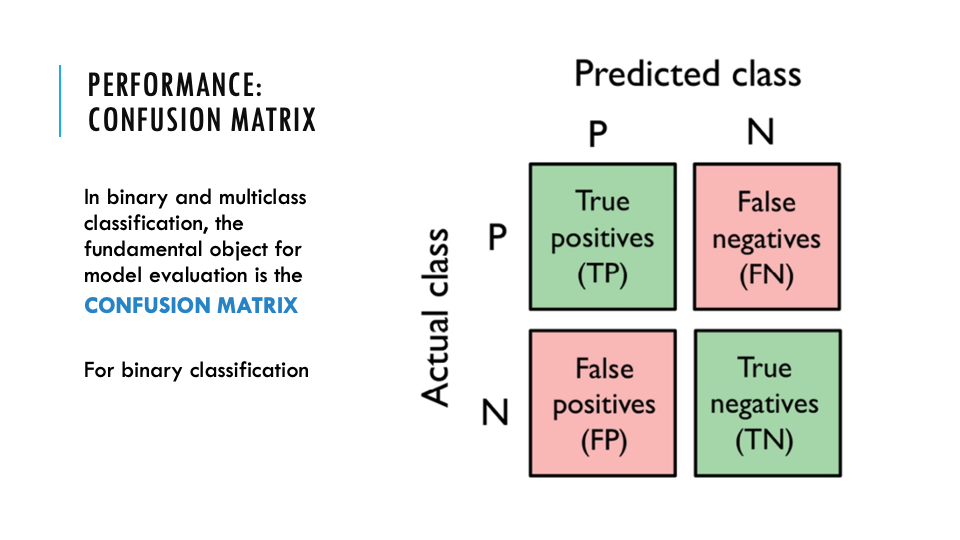 PERFORMANCE:
CONFUSION MATRIX
In binary and multiclass
classification, the
fundamental object for
model evaluation is the
CONFUSION MATRIX
For binary classification
Predicted class
P N
Actual class
P
True
positives
(TP)
False
negatives
(FN)
N
False
positives
(FP)
True
negatives
(TN)